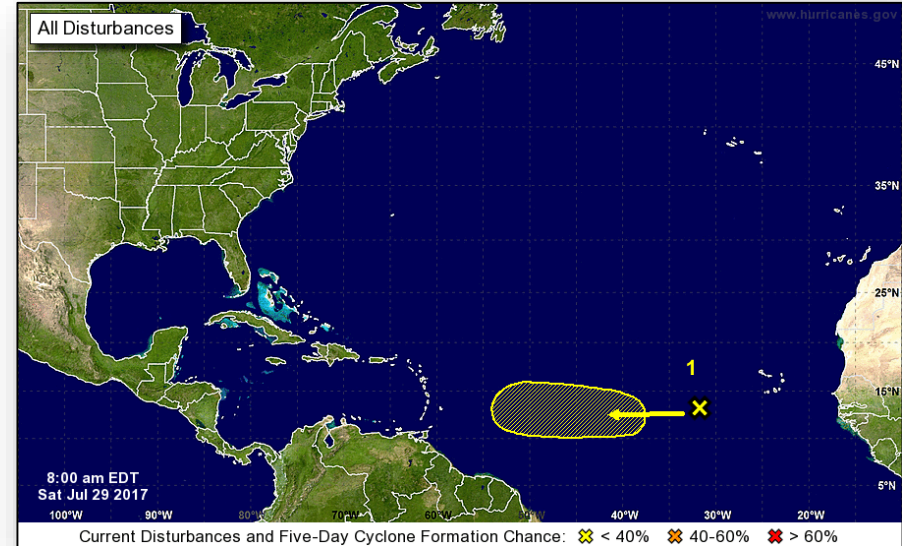 All Disturbances
www.hurricanes.gov
45°N
35°N
25°N
1
15°N
5°N
8:00 am EDT
Sat Jul 29 2017
100°W 90°W 80°W 70°W 60°W 50°W 40°W 30°W 20°W
Current Disturbances and Five-Day Cyclone Formation Chance: < 40% 40-60% > 60%